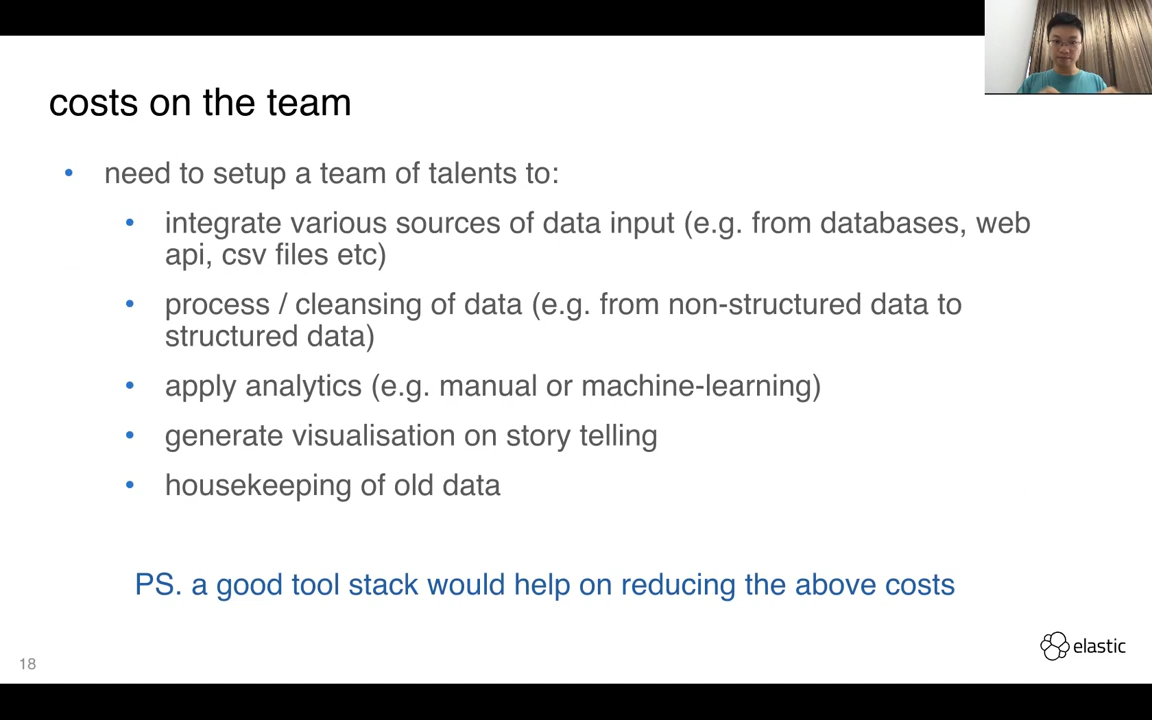 costs on the team
• need to setup a team of talents to:
• integrate various sources of data input (e.g. from databases, web
api, csv files etc)
• process / cleansing of data (e.g. from non-structured data to
structured data)
• apply analytics (e.g. manual or machine-learning)
• generate visualisation on story telling
• housekeeping of old data
PS. a good tool stack would help on reducing the above costs
elastic
18